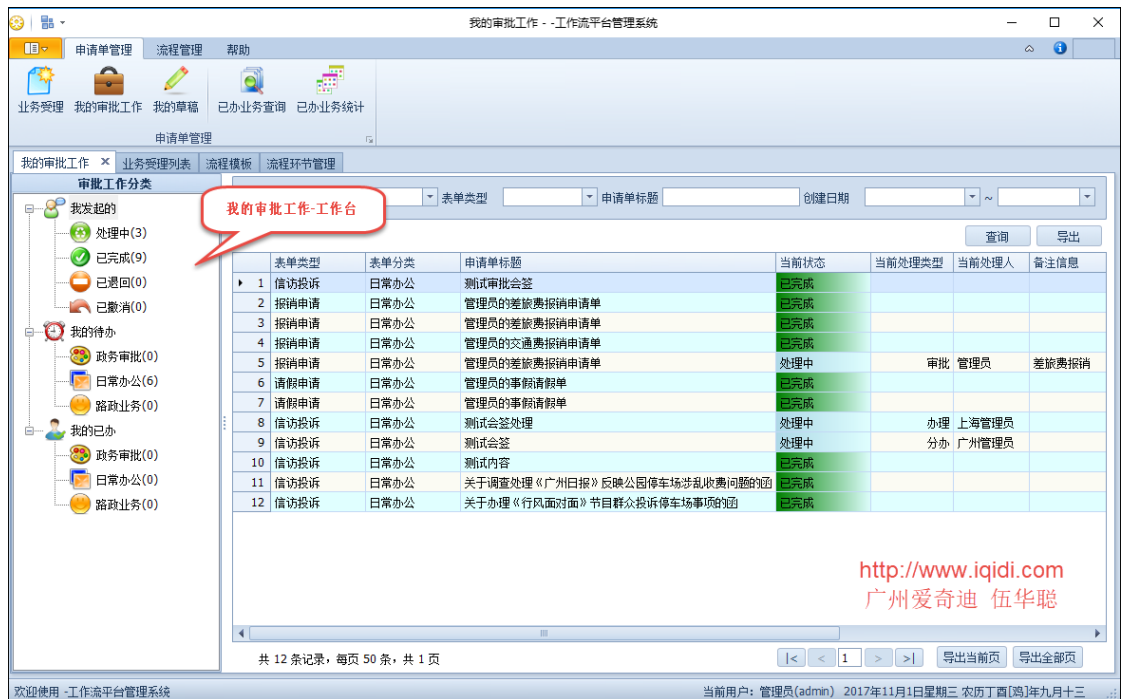 我的审批工作 - -工作流平台管理系统
申请单管理 流程管理 帮助
业务受理 我的审批工作 我的草稿 已办业务查询 已办业务统计
申请单管理
我的审批工作 业务受理列表 流程模板 流程环节管理
审批工作分类
我发起的
处理中(3)
已完成(9)
已退回(0)
已撤消(0)
我的待办
政务审批(0)
日常办公(6)
路政业务(0)
我的已办
政务审批(0)
日常办公(0)
路政业务(0)
我的审批工作-工作台
表单类型 申请单标题 创建日期 ~
查询 导出
表单类型 表单分类 申请单标题 当前状态 当前处理类型 当前处理人 备注信息
1 信访投诉 日常办公 测试审批会签 已完成
2 报销申请 日常办公 管理员的差旅费报销申请单 已完成
3 报销申请 日常办公 管理员的差旅费报销申请单 已完成
4 报销申请 日常办公 管理员的交通费报销申请单 已完成
5 报销申请 日常办公 管理员的差旅费报销申请单 处理中 审批 管理员 差旅费报销
6 请假申请 日常办公 管理员的事假请假单 已完成
7 请假申请 日常办公 管理员的事假请假单 已完成
8 信访投诉 日常办公 测试会签处理 处理中 办理 上海管理员
9 信访投诉 日常办公 测试会签 处理中 分办 广州管理员
10 信访投诉 日常办公 测试内容 已完成
11 信访投诉 日常办公 关于调查处理《广州日报》反映公园停车场涉乱收费问题的函 已完成
12 信访投诉 日常办公 关于办理《行风面对面》节目群众投诉停车场事项的函 已完成
http://www.iqidi.com
广州爱奇迪 伍华聪
共 12 条记录，每页 50 条，共 1 页
|< < 1 > >| 导出当前页 导出全部页
欢迎使用 -工作流平台管理系统
当前用户：管理员(admin) 2017年11月1日星期三 农历丁酉[鸡]年九月十三